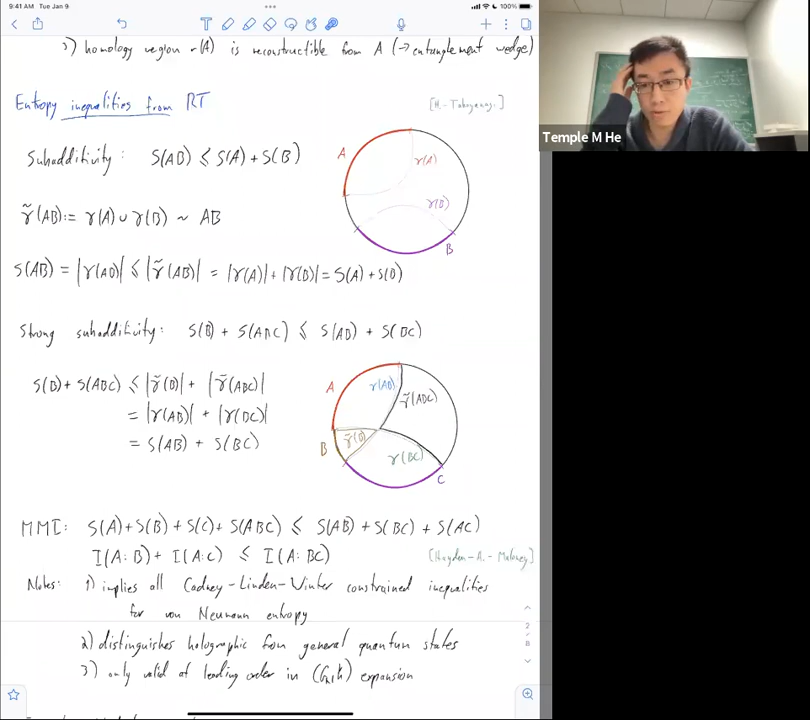 9:41 AM Tue Jan 9
100%
3) homology region r(A) is reconstructible from A (→ entanglement wedge)
Entropy inequalities from RT
[H.-Takayanagi]
Subadditivity: S(AB) ≤ S(A) + S(B)
A
γ(A)
γ(B)
B
γ̃(AB) := γ(A) ∪ γ(B) ~ AB
S(AB) = |γ(AB)| ≤ |γ̃(AB)| = |γ(A)| + |γ(B)| = S(A) + S(B)
Strong subadditivity: S(B) + S(ABC) ≤ S(AB) + S(BC)
A
γ(AB)
γ̃(ABC)
B
γ̃(B)
γ(BC)
C
S(B) + S(ABC) ≤ |γ̃(B)| + |γ̃(ABC)|
= |γ(AB)| + |γ(BC)|
= S(AB) + S(BC)
MMI: S(A) + S(B) + S(C) + S(ABC) ≤ S(AB) + S(BC) + S(AC)
I(A:B) + I(A:C) ≤ I(A:BC)
[Hayden-H.-Maloney]
Notes: 1) implies all Cadney-Linden-Winter constrained inequalities
for von Neumann entropy
2) distinguishes holographic from general quantum states
3) only valid at leading order in (G_N ħ) expansion
2
8
Temple M He